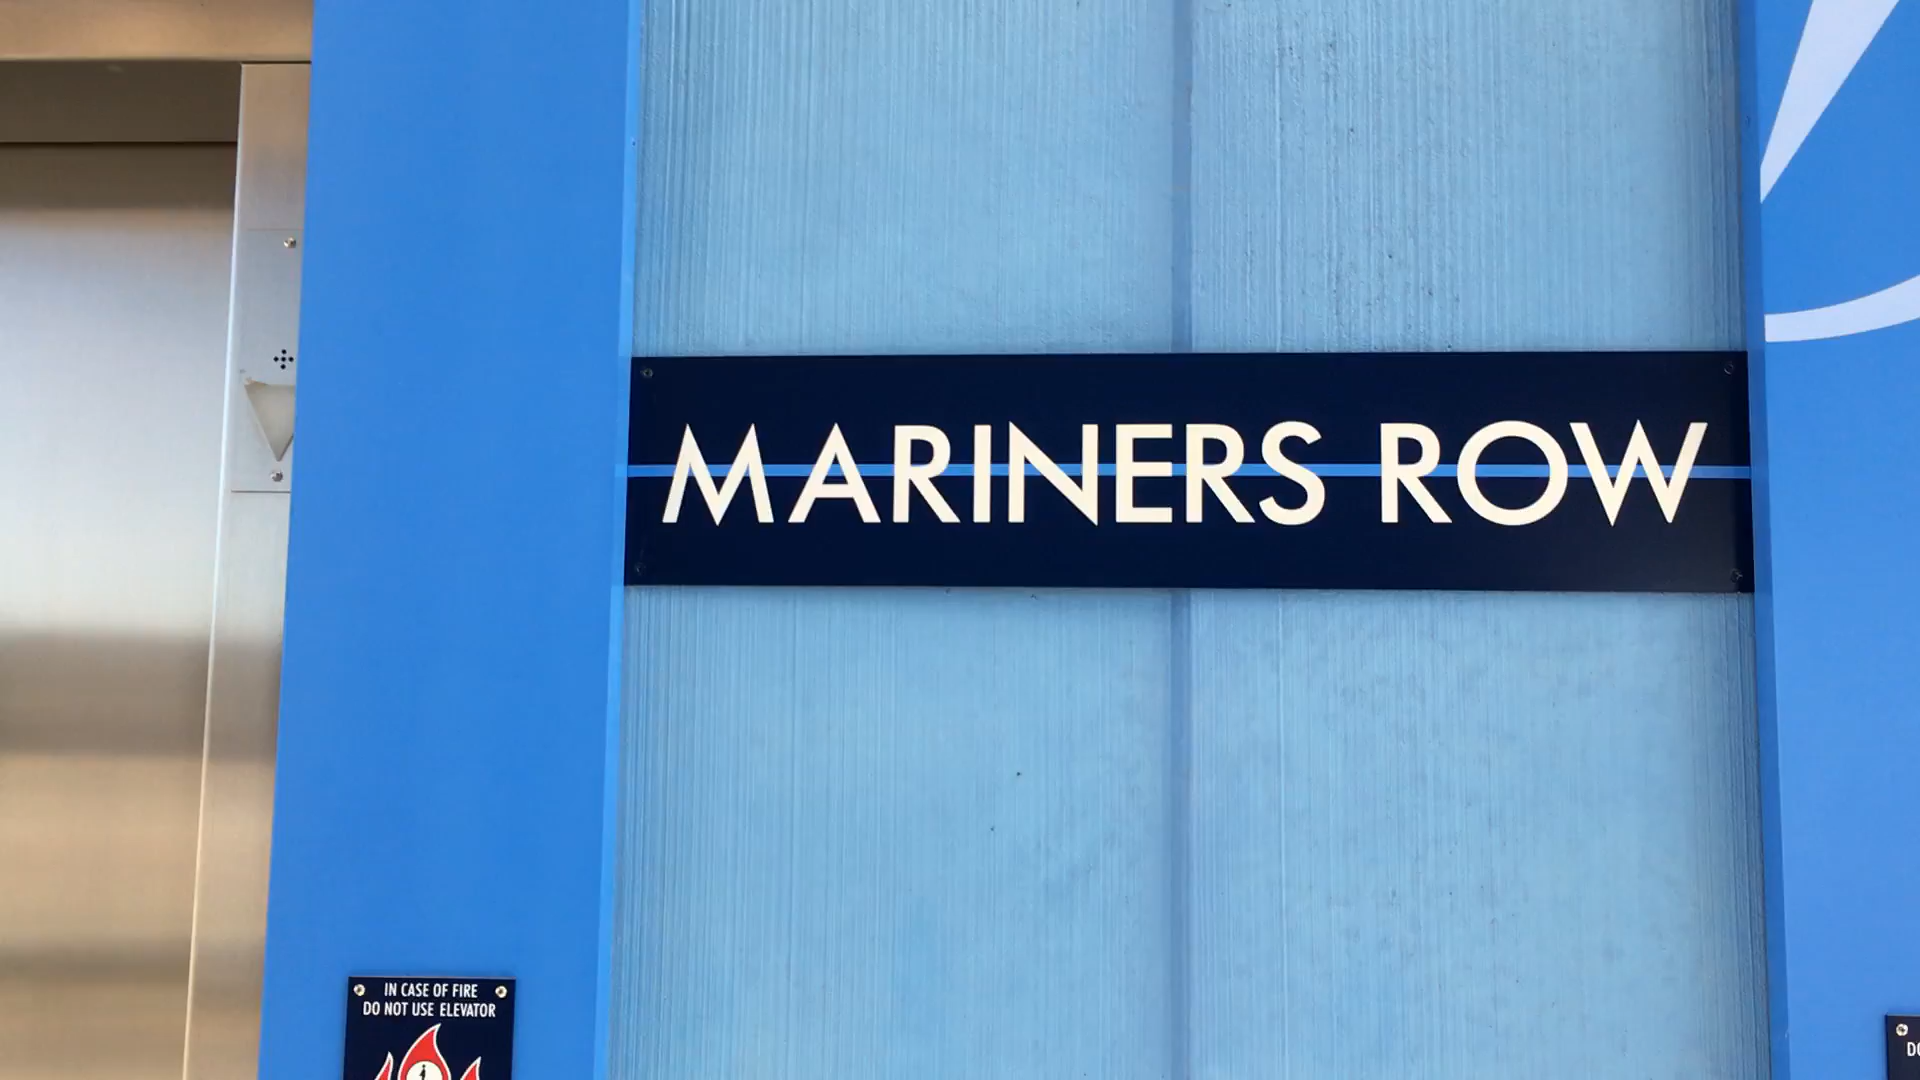 MARINERS ROW
IN CASE OF FIRE
DO NOT USE ELEVATOR